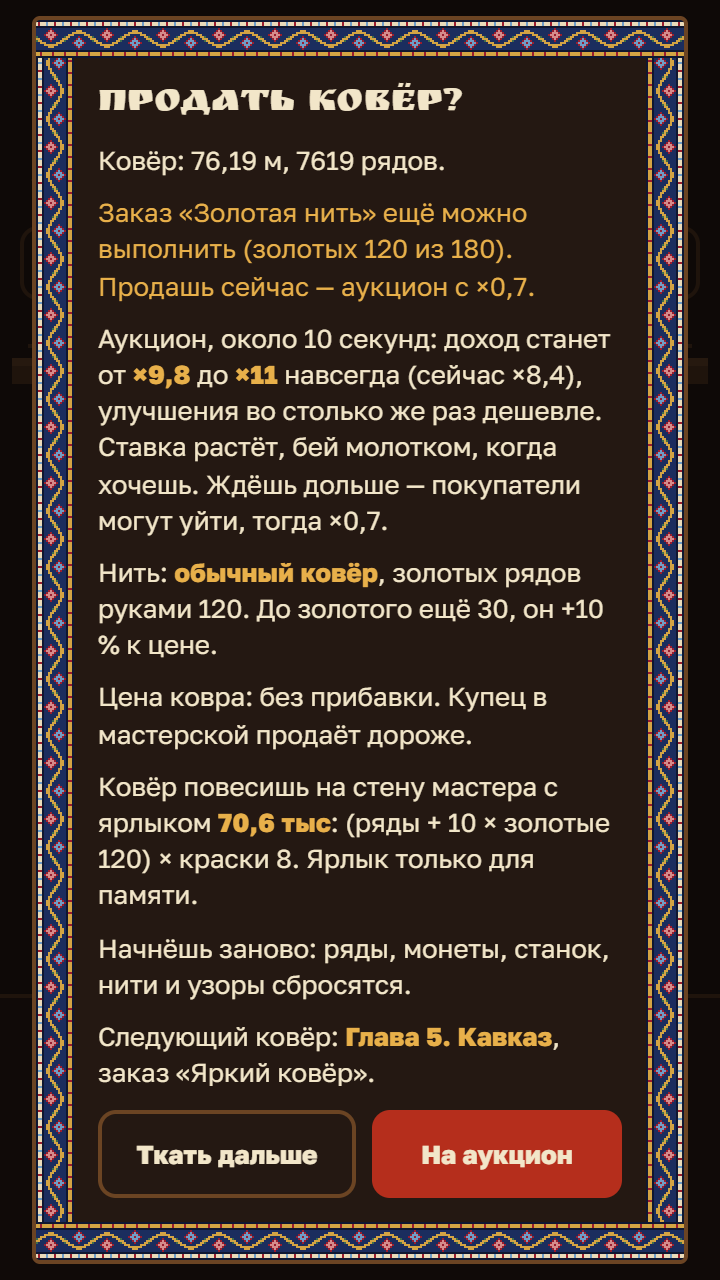 ПРОДАТЬ КОВЁР?
Ковёр: 76,19 м, 7619 рядов.
Заказ «Золотая нить» ещё можно
выполнить (золотых 120 из 180).
Продашь сейчас — аукцион с ×0,7.
Аукцион, около 10 секунд: доход станет
от ×9,8 до ×11 навсегда (сейчас ×8,4),
улучшения во столько же раз дешевле.
Ставка растёт, бей молотком, когда
хочешь. Ждёшь дольше — покупатели
могут уйти, тогда ×0,7.
Нить: обычный ковёр, золотых рядов
руками 120. До золотого ещё 30, он +10
% к цене.
Цена ковра: без прибавки. Купец в
мастерской продаёт дороже.
Ковёр повесишь на стену мастера с
ярлыком 70,6 тыс: (ряды + 10 × золотые
120) × краски 8. Ярлык только для
памяти.
Начнёшь заново: ряды, монеты, станок,
нити и узоры сбросятся.
Следующий ковёр: Глава 5. Кавказ,
заказ «Яркий ковёр».
Ткать дальше
На аукцион